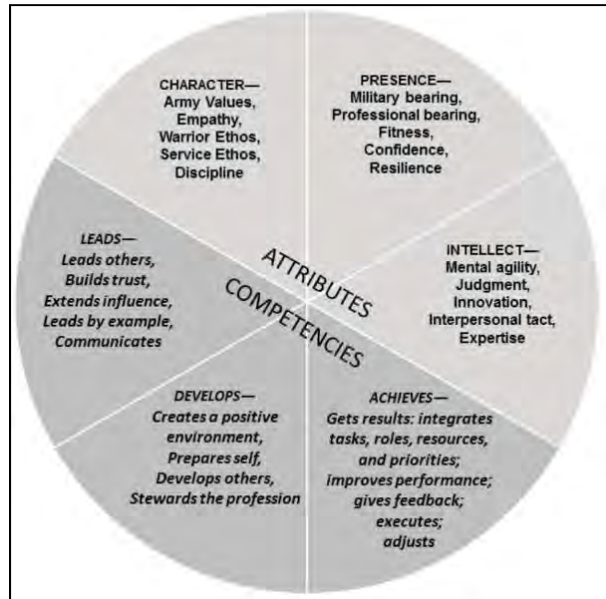 CHARACTER—
Army Values,
Empathy,
Warrior Ethos,
Service Ethos,
Discipline
PRESENCE—
Military bearing,
Professional bearing,
Fitness,
Confidence,
Resilience
LEADS—
Leads others,
Builds trust,
Extends influence,
Leads by example,
Communicates
ATTRIBUTES
COMPETENCIES
INTELLECT—
Mental agility,
Judgment,
Innovation,
Interpersonal tact,
Expertise
DEVELOPS—
Creates a positive
environment,
Prepares self,
Develops others,
Stewards the profession
ACHIEVES—
Gets results: integrates
tasks, roles, resources,
and priorities;
improves performance;
gives feedback;
executes;
adjusts